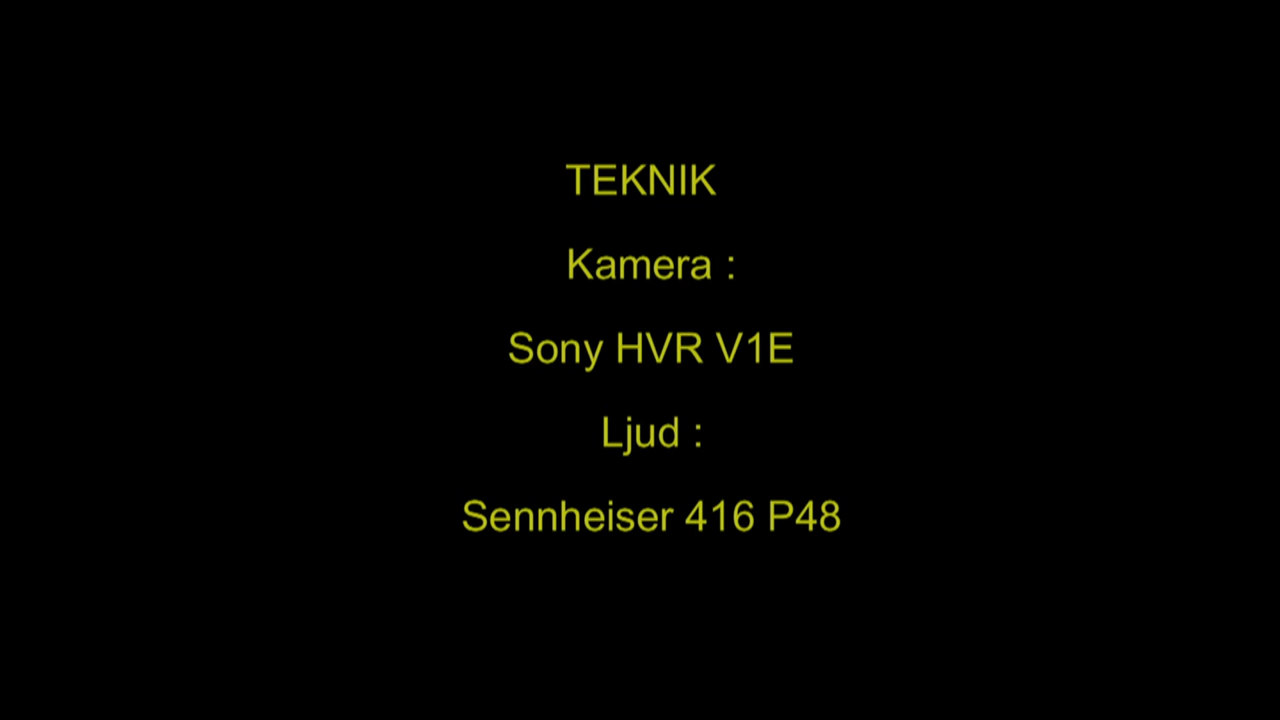 TEKNIK
Kamera :
Sony HVR V1E
Ljud :
Sennheiser 416 P48